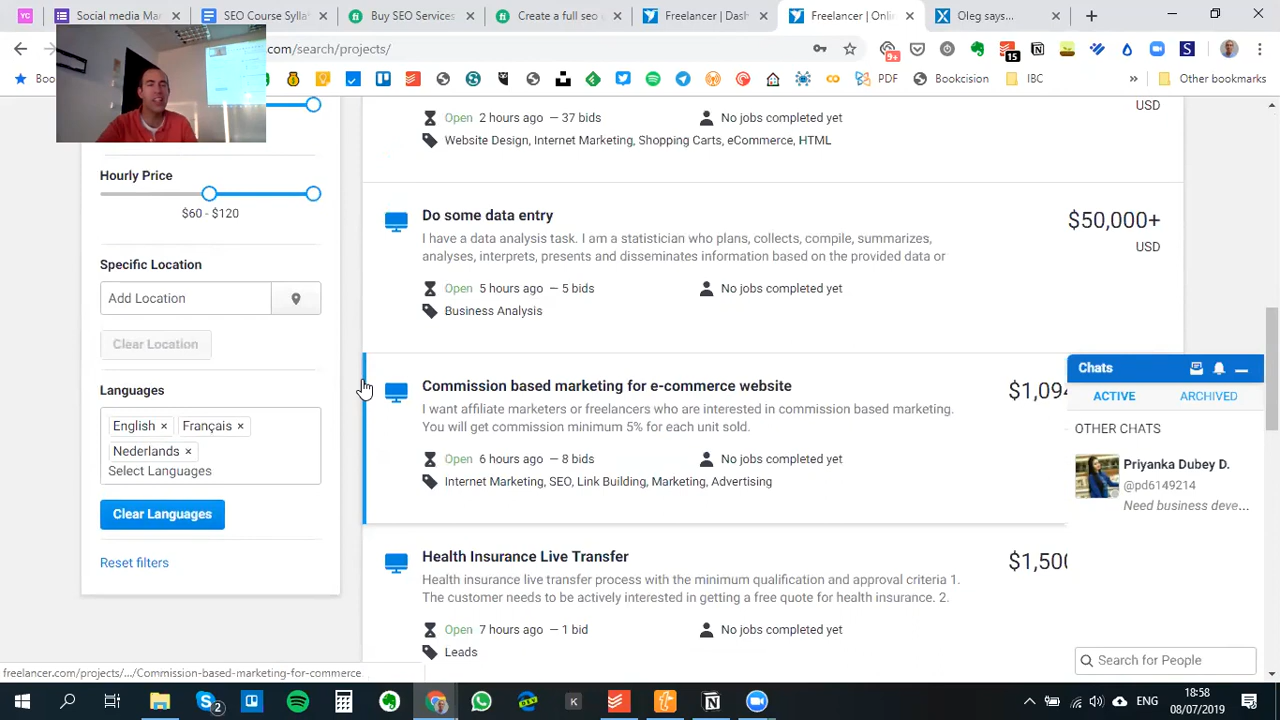 Social media Mar
SEO Course Sylla
Buy SEO Services
Create a full seo
Freelancer | Dash
Freelancer | Onli
Oleg says...
.com/search/projects/
9+
15
Boo
PDF
Bookcision
IBC
Other bookmarks
USD
Open 2 hours ago — 37 bids
No jobs completed yet
Website Design, Internet Marketing, Shopping Carts, eCommerce, HTML
Hourly Price
$60 - $120
Do some data entry
$50,000+
I have a data analysis task. I am a statistician who plans, collects, compile, summarizes,
USD
analyses, interprets, presents and disseminates information based on the provided data or
Specific Location
Open 5 hours ago — 5 bids
No jobs completed yet
Add Location
Business Analysis
Clear Location
Commission based marketing for e-commerce website
$1,094
I want affiliate marketers or freelancers who are interested in commission based marketing.
You will get commission minimum 5% for each unit sold.
Languages
English ×
Français ×
Nederlands ×
Select Languages
Open 6 hours ago — 8 bids
No jobs completed yet
Internet Marketing, SEO, Link Building, Marketing, Advertising
Clear Languages
Health Insurance Live Transfer
$1,500
Reset filters
Health insurance live transfer process with the minimum qualification and approval criteria 1.
The customer needs to be actively interested in getting a free quote for health insurance. 2.
Open 7 hours ago — 1 bid
No jobs completed yet
Leads
Chats
ACTIVE
ARCHIVED
OTHER CHATS
Priyanka Dubey D.
@pd6149214
Need business deve...
Search for People
freelancer.com/projects/.../Commission-based-marketing-for-commerce
2
ENG
18:58
08/07/2019